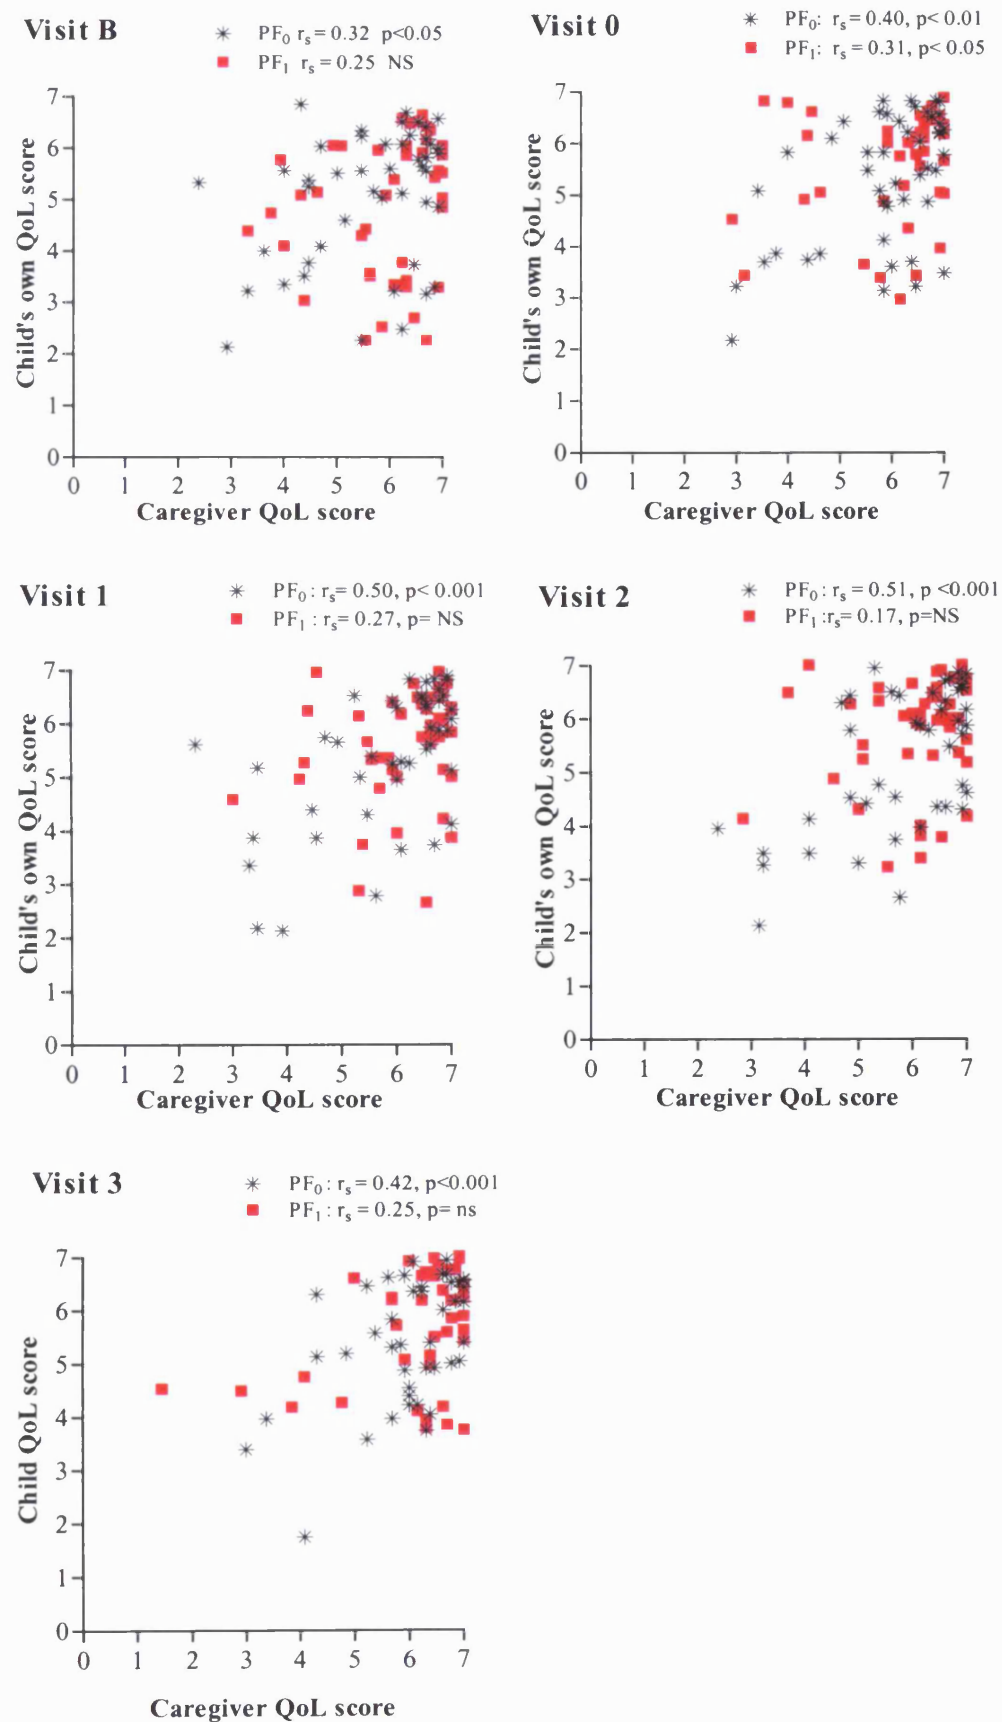 Visit B
PF0 rs = 0.32 p<0.05
PF1 rs = 0.25 NS
Child's own QoL score
7
6
5
4
3
2
1
0
0 1 2 3 4 5 6 7
Caregiver QoL score
Visit 0
PF0: rs = 0.40, p< 0.01
PF1: rs = 0.31, p< 0.05
Child's own QoL score
7
6
5
4
3
2
1
0
0 1 2 3 4 5 6 7
Caregiver QoL score
Visit 1
PF0 : rs= 0.50, p< 0.001
PF1 : rs= 0.27, p= NS
Child's own QoL score
7
6
5
4
3
2
1
0
0 1 2 3 4 5 6 7
Caregiver QoL score
Visit 2
PF0 : rs = 0.51, p <0.001
PF1 :rs= 0.17, p=NS
Child's own QoL score
7
6
5
4
3
2
1
0
0 1 2 3 4 5 6 7
Caregiver QoL score
Visit 3
PF0 : rs = 0.42, p<0.001
PF1 : rs = 0.25, p= ns
Child QoL score
7
6
5
4
3
2
1
0
0 1 2 3 4 5 6 7
Caregiver QoL score